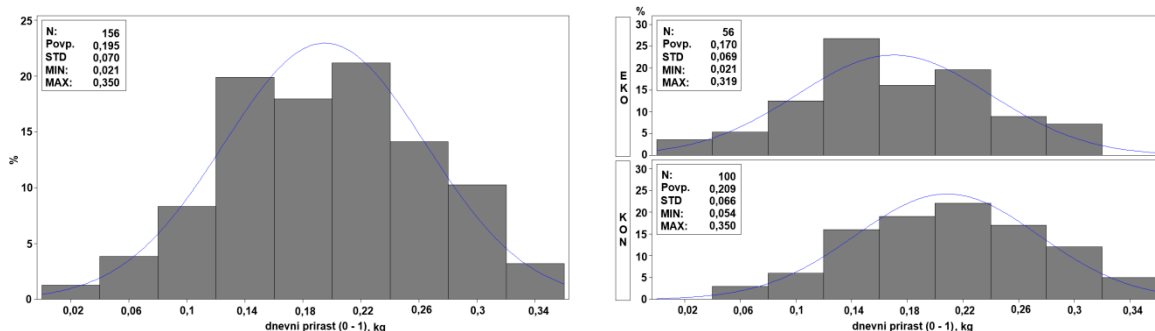 25
20
15
10
5
0
%
N: 156
Povp. 0,195
STD 0,070
MIN: 0,021
MAX: 0,350
0,02 0,06 0,1 0,14 0,18 0,22 0,26 0,3 0,34
dnevni prirast (0 - 1), kg
%
30
25
20
15
10
5
0
EKO
N: 56
Povp. 0,170
STD 0,069
MIN: 0,021
MAX: 0,319
30
25
20
15
10
5
0
KON
N: 100
Povp. 0,209
STD 0,066
MIN: 0,054
MAX: 0,350
0,02 0,06 0,1 0,14 0,18 0,22 0,26 0,3 0,34
dnevni prirast (0 - 1), kg